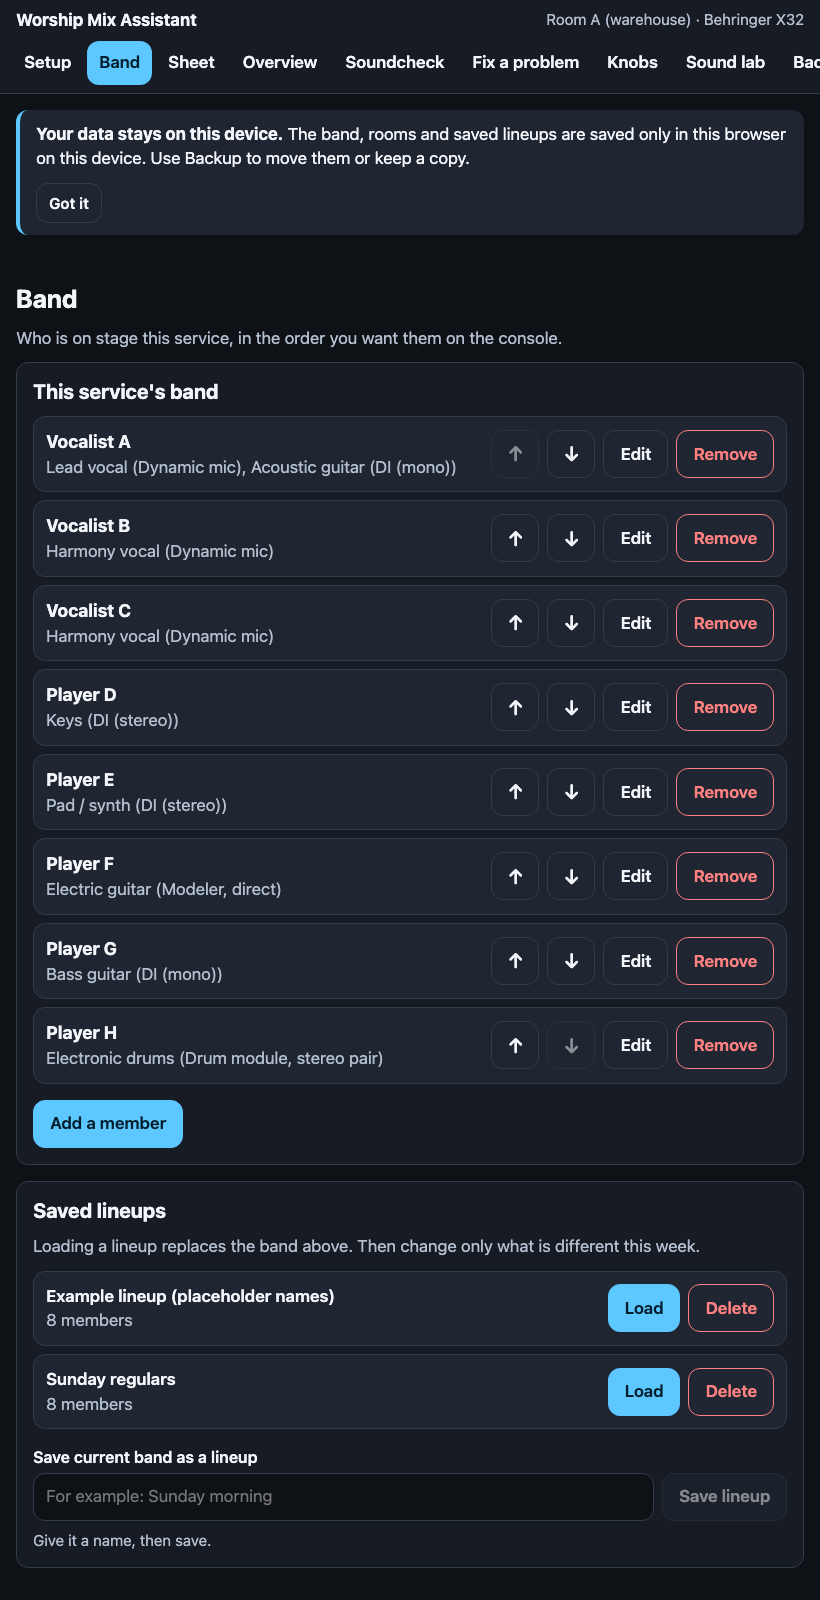 Worship Mix Assistant
Room A (warehouse) · Behringer X32
Setup Band Sheet Overview Soundcheck Fix a problem Knobs Sound lab Bac
Your data stays on this device. The band, rooms and saved lineups are saved only in this browser
on this device. Use Backup to move them or keep a copy.
Got it
Band
Who is on stage this service, in the order you want them on the console.
This service's band
Vocalist A
Lead vocal (Dynamic mic), Acoustic guitar (DI (mono))
↑ ↓ Edit Remove
Vocalist B
Harmony vocal (Dynamic mic)
↑ ↓ Edit Remove
Vocalist C
Harmony vocal (Dynamic mic)
↑ ↓ Edit Remove
Player D
Keys (DI (stereo))
↑ ↓ Edit Remove
Player E
Pad / synth (DI (stereo))
↑ ↓ Edit Remove
Player F
Electric guitar (Modeler, direct)
↑ ↓ Edit Remove
Player G
Bass guitar (DI (mono))
↑ ↓ Edit Remove
Player H
Electronic drums (Drum module, stereo pair)
↑ ↓ Edit Remove
Add a member
Saved lineups
Loading a lineup replaces the band above. Then change only what is different this week.
Example lineup (placeholder names)
8 members
Load Delete
Sunday regulars
8 members
Load Delete
Save current band as a lineup
For example: Sunday morning
Save lineup
Give it a name, then save.